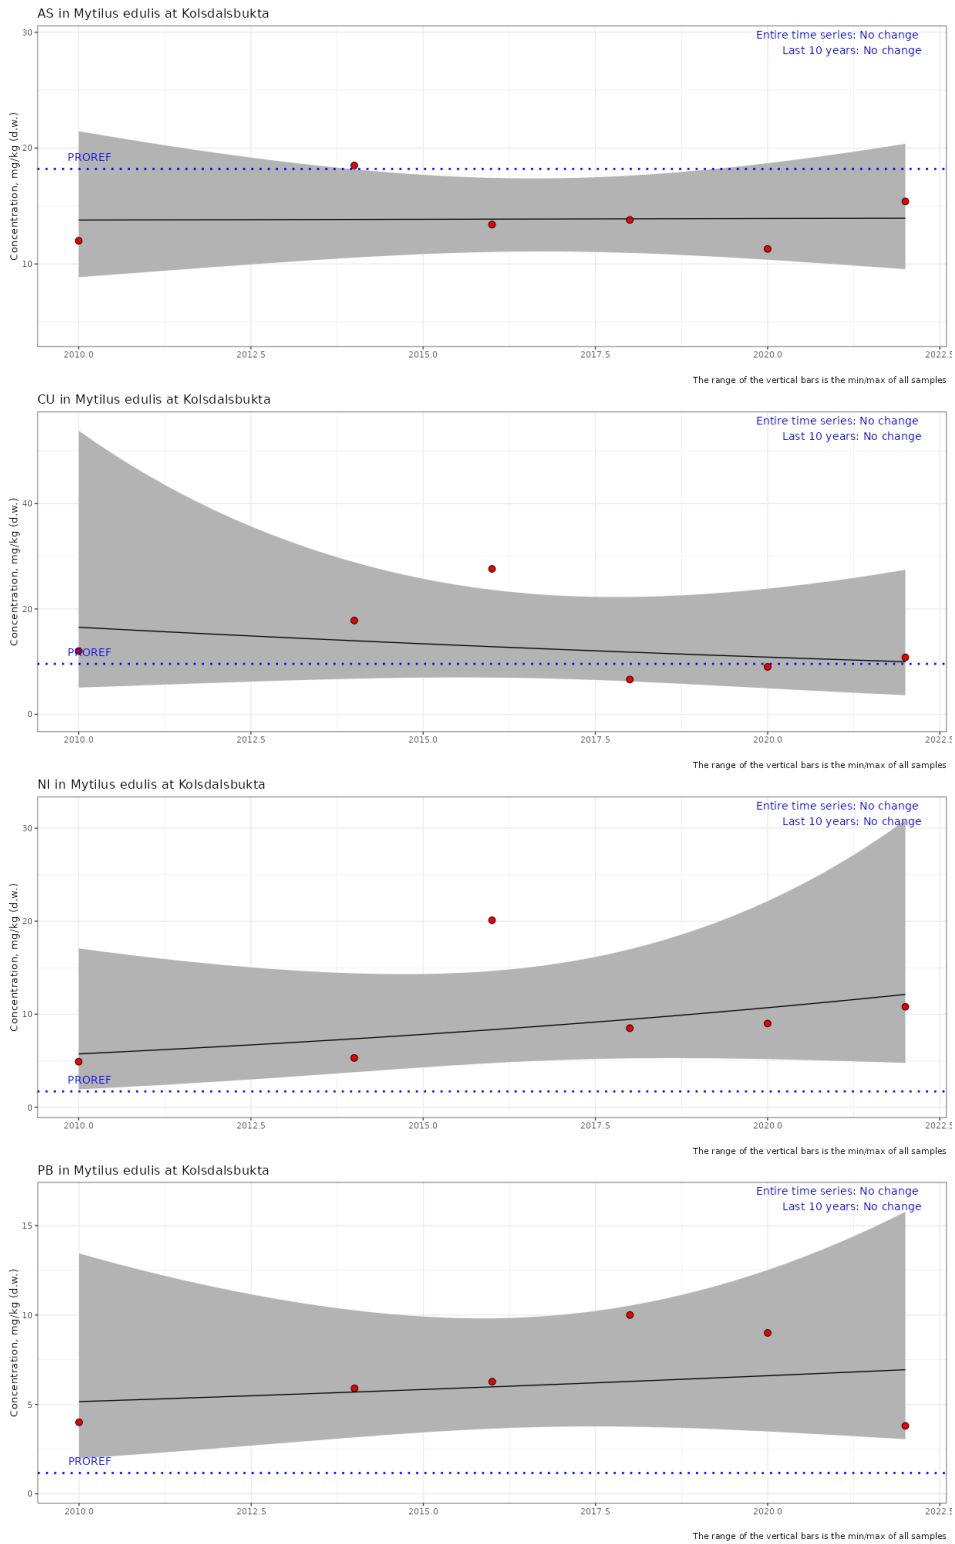 AS in Mytilus edulis at Kolsdalsbukta
Entire time series: No change
Last 10 years: No change
30
20
10
PROREF
Concentration, mg/kg (d.w.)
2010.0 2012.5 2015.0 2017.5 2020.0 2022.5
The range of the vertical bars is the min/max of all samples
CU in Mytilus edulis at Kolsdalsbukta
Entire time series: No change
Last 10 years: No change
40
20
0
PROREF
Concentration, mg/kg (d.w.)
2010.0 2012.5 2015.0 2017.5 2020.0 2022.5
The range of the vertical bars is the min/max of all samples
NI in Mytilus edulis at Kolsdalsbukta
Entire time series: No change
Last 10 years: No change
30
20
10
0
PROREF
Concentration, mg/kg (d.w.)
2010.0 2012.5 2015.0 2017.5 2020.0 2022.5
The range of the vertical bars is the min/max of all samples
PB in Mytilus edulis at Kolsdalsbukta
Entire time series: No change
Last 10 years: No change
15
10
5
0
PROREF
Concentration, mg/kg (d.w.)
2010.0 2012.5 2015.0 2017.5 2020.0 2022.5
The range of the vertical bars is the min/max of all samples